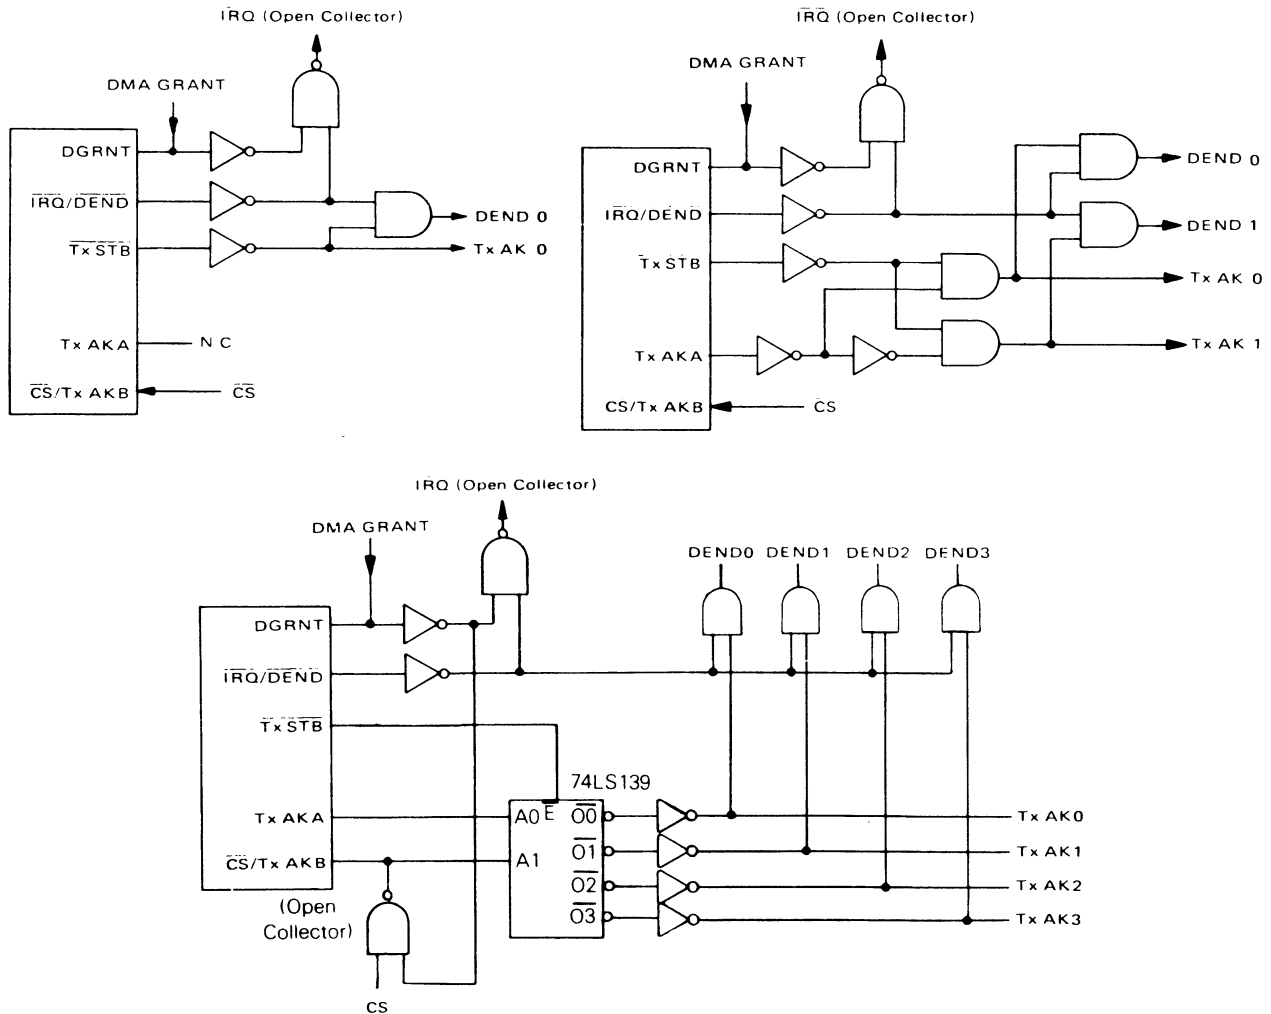 IRQ (Open Collector)
DMA GRANT
DGRNT
IRQ/DEND
Tx STB
Tx AKA
CS/Tx AKB
N C
CS
DEND 0
Tx AK 0
IRQ (Open Collector)
DMA GRANT
DGRNT
IRQ/DEND
Tx STB
Tx AKA
CS/Tx AKB
CS
DEND 0
DEND 1
Tx AK 0
Tx AK 1
IRQ (Open Collector)
DMA GRANT
DEND0 DEND1 DEND2 DEND3
DGRNT
IRQ/DEND
Tx STB
Tx AKA
CS/Tx AKB
(Open
Collector)
CS
74LS139
A0 E O0
A1 O1
O2
O3
Tx AK0
Tx AK1
Tx AK2
Tx AK3